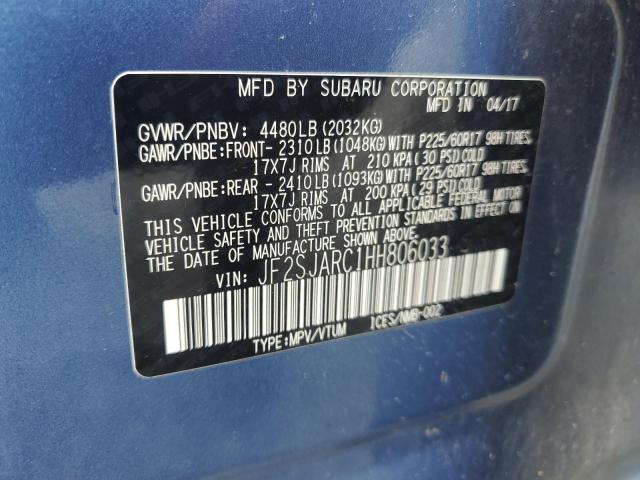 MFD BY SUBARU CORPORATION
MFD IN 04/17
GVWR/PNBV: 4480LB(2032KG)
GAWR/PNBE:FRONT- 2310LB(1048KG)WITH P225/60R17 98H TIRES,
17X7J RIMS AT 210 KPA(30 PSI)COLD
GAWR/PNBE:REAR - 2410LB(1093KG)WITH P225/60R17 98H TIRES,
17X7J RIMS AT 200 KPA(29 PSI)COLD
THIS VEHICLE CONFORMS TO ALL APPLICABLE FEDERAL MOTOR
VEHICLE SAFETY AND THEFT PREVENTION STANDARDS IN EFFECT ON
THE DATE OF MANUFACTURE SHOWN ABOVE.
VIN: JF2SJARC1HH806033
TYPE:MPV/VTUM ICES/NMB-002